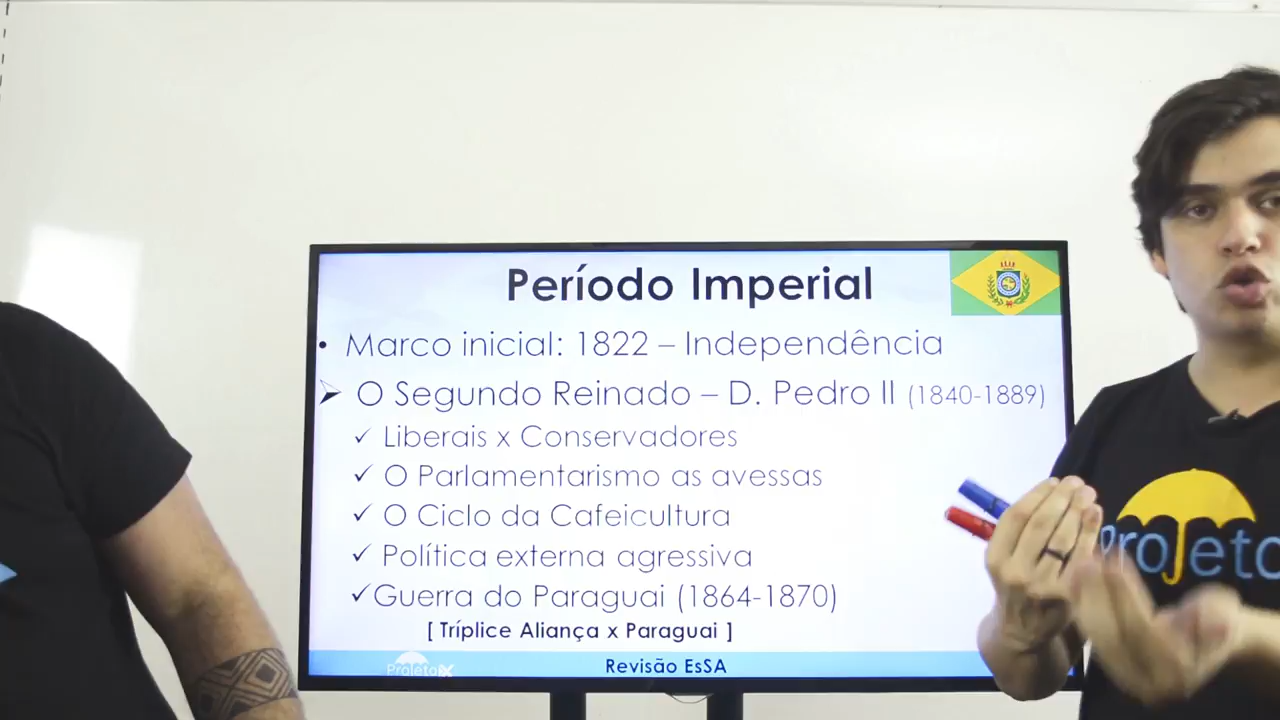 Período Imperial
• Marco inicial: 1822 – Independência
➢ O Segundo Reinado – D. Pedro II (1840-1889)
✓ Liberais x Conservadores
✓ O Parlamentarismo as avessas
✓ O Ciclo da Cafeicultura
✓ Política externa agressiva
✓ Guerra do Paraguai (1864-1870)
[ Tríplice Aliança x Paraguai ]
Projeto X
Revisão EsSA
Projeto